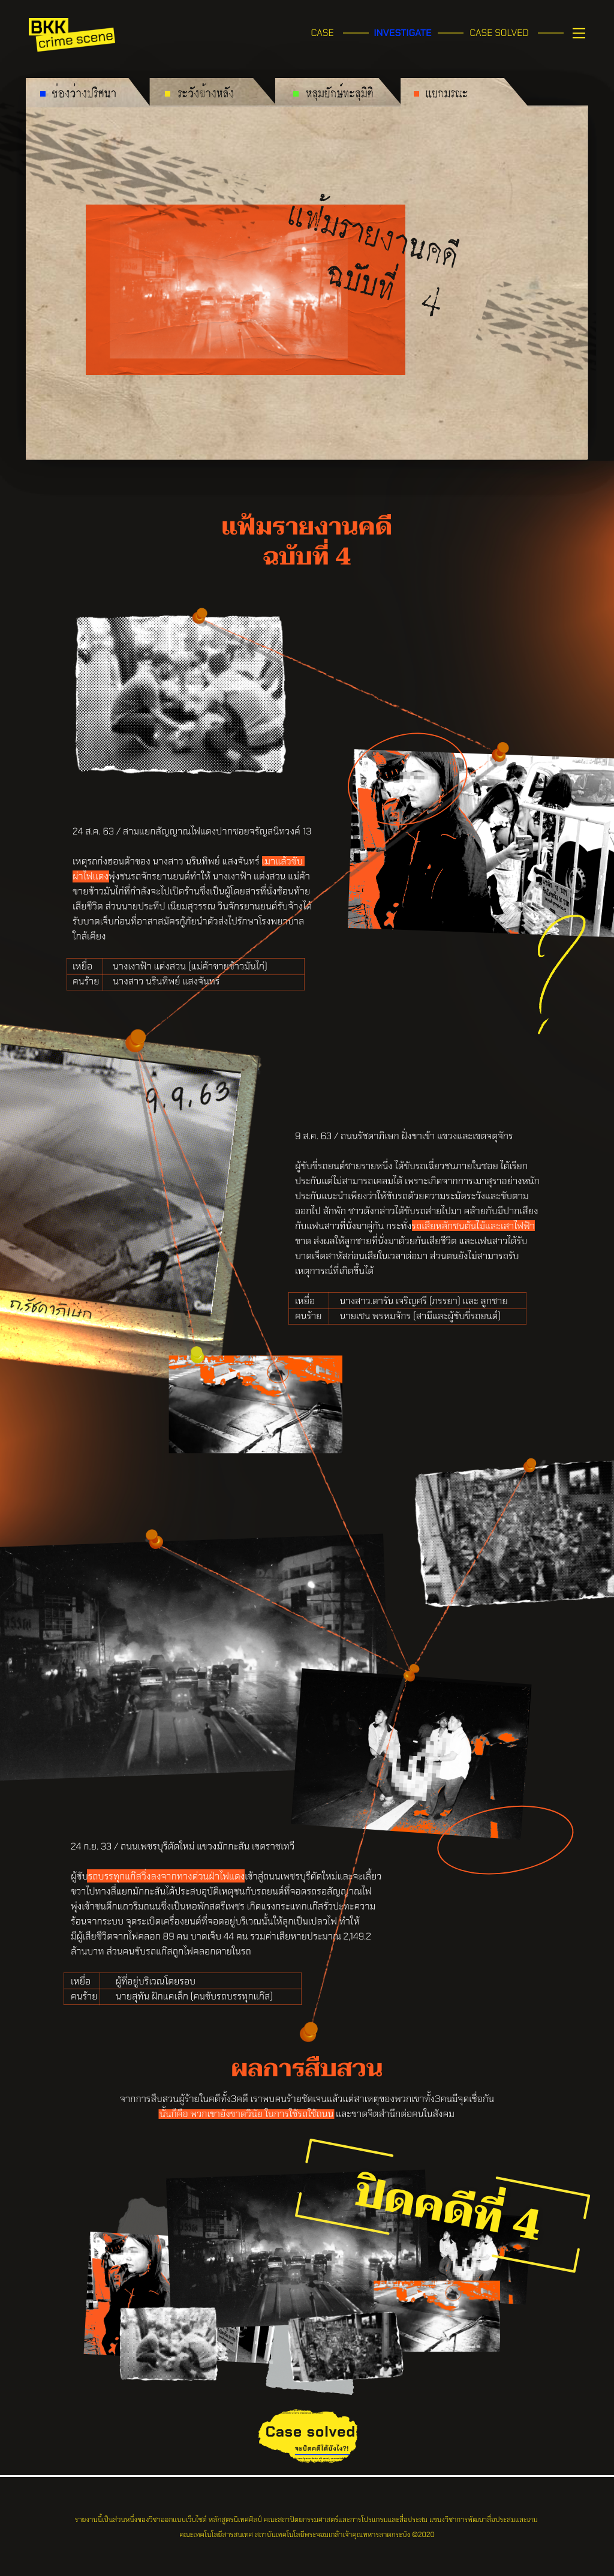 BKK
crime scene
CASE
INVESTIGATE
CASE SOLVED
ช่องว่างปริศนา
ระวังข้างหลัง
หลุมยักษ์ทะลุมิติ
แยกมรณะ
แฟ้มรายงานคดี
ฉบับที่ 4
แฟ้มรายงานคดี
ฉบับที่ 4
24 ส.ค. 63 / สามแยกสัญญาณไฟแดงปากซอยจรัญสนิทวงศ์ 13
เหตุรถเก๋งฮอนด้าของ นางสาว นรินทิพย์ แสงจันทร์ เมาแล้วขับ
ฝ่าไฟแดงพุ่งชนรถจักรยานยนต์ทำให้ นางเงาฟ้า แต่งสวน แม่ค้า
ขายข้าวมันไก่ที่กำลังจะไปเปิดร้านซึ่งเป็นผู้โดยสารที่นั่งซ้อนท้าย
เสียชีวิต ส่วนนายประทีป เนียมสุวรรณ วินจักรยานยนต์รับจ้างได้
รับบาดเจ็บก่อนที่อาสาสมัครกู้ภัยนำตัวส่งไปรักษาโรงพยาบาล
ใกล้เคียง
เหยื่อ นางเงาฟ้า แต่งสวน (แม่ค้าขายข้าวมันไก่)
คนร้าย นางสาว นรินทิพย์ แสงจันทร์
?
9.9.63
ถ.รัชดาภิเษก
9 ส.ค. 63 / ถนนรัชดาภิเษก ฝั่งขาเข้า แขวงและเขตจตุจักร
ผู้ขับขี่รถยนต์ชายรายหนึ่ง ได้ขับรถเฉี่ยวชนภายในซอย ได้เรียก
ประกันแต่ไม่สามารถเคลมได้ เพราะเกิดจากการเมาสุราอย่างหนัก
ประกันแนะนำเพียงว่าให้ขับรถด้วยความระมัดระวังและขับตาม
ออกไป สักพัก ชาวดังกล่าวได้ขับรถส่ายไปมา คล้ายกับมีปากเสียง
กับแฟนสาวที่นั่งมาคู่กัน กระทั่งรถเสียหลักชนต้นไม้และเสาไฟฟ้า
ขาด ส่งผลให้ลูกชายที่นั่งมาด้วยกันเสียชีวิต และแฟนสาวได้รับ
บาดเจ็ดสาหัสก่อนเสียในเวลาต่อมา ส่วนตนยังไม่สามารถรับ
เหตุการณ์ที่เกิดขึ้นได้
เหยื่อ นางสาว.ดารัน เจริญศรี (ภรรยา) และ ลูกชาย
คนร้าย นายเชน พรหมจักร (สามีและผู้ขับขี่รถยนต์)
24 ก.ย. 33 / ถนนเพชรบุรีตัดใหม่ แขวงมักกะสัน เขตราชเทวี
ผู้ขับรถบรรทุกแก๊สวิ่งลงจากทางด่วนฝ่าไฟแดงเข้าสู่ถนนเพชรบุรีตัดใหม่และจะเลี้ยว
ขวาไปทางสี่แยกมักกะสันได้ประสบอุบัติเหตุชนกับรถยนต์ที่จอดรถรอสัญญาณไฟ
พุ่งเข้าชนตึกแถวริมถนนซึ่งเป็นหอพักสตรีเพชร เกิดแรงกระแทกแก๊สรั่วปะทะความ
ร้อนจากระบบ จุดระเบิดเครื่องยนต์ที่จอดอยู่บริเวณนั้นให้ลุกเป็นเปลวไฟ ทำให้
มีผู้เสียชีวิตจากไฟคลอก 89 คน บาดเจ็บ 44 คน รวมค่าเสียหายประมาณ 2,149.2
ล้านบาท ส่วนคนขับรถแก๊สถูกไฟคลอกตายในรถ
เหยื่อ ผู้ที่อยู่บริเวณโดยรอบ
คนร้าย นายสุทัน ฝักแคเล็ก (คนขับรถบรรทุกแก๊ส)
ผลการสืบสวน
จากการสืบสวนผู้ร้ายในคดีทั้ง3คดี เราพบคนร้ายชัดเจนแล้วแต่สาเหตุของพวกเขาทั้ง3คนมีจุดเชื่อกัน
นั้นก็คือ พวกเขายังขาดวินัย ในการใช้รถใช้ถนน และขาดจิตสำนึกต่อคนในสังคม
ปิดคดีที่ 4
Case solved
จะปิดคดีได้ยังไง?!
รายงานนี้เป็นส่วนหนึ่งของวิชาออกแบบเว็บไซต์ หลักสูตรนิเทศศิลป์ คณะสถาปัตยกรรมศาสตร์และการโปรแกรมและสื่อประสม แขนงวิชาการพัฒนาสื่อประสมและเกม
คณะเทคโนโลยีสารสนเทศ สถาบันเทคโนโลยีพระจอมเกล้าเจ้าคุณทหารลาดกระบัง ©2020